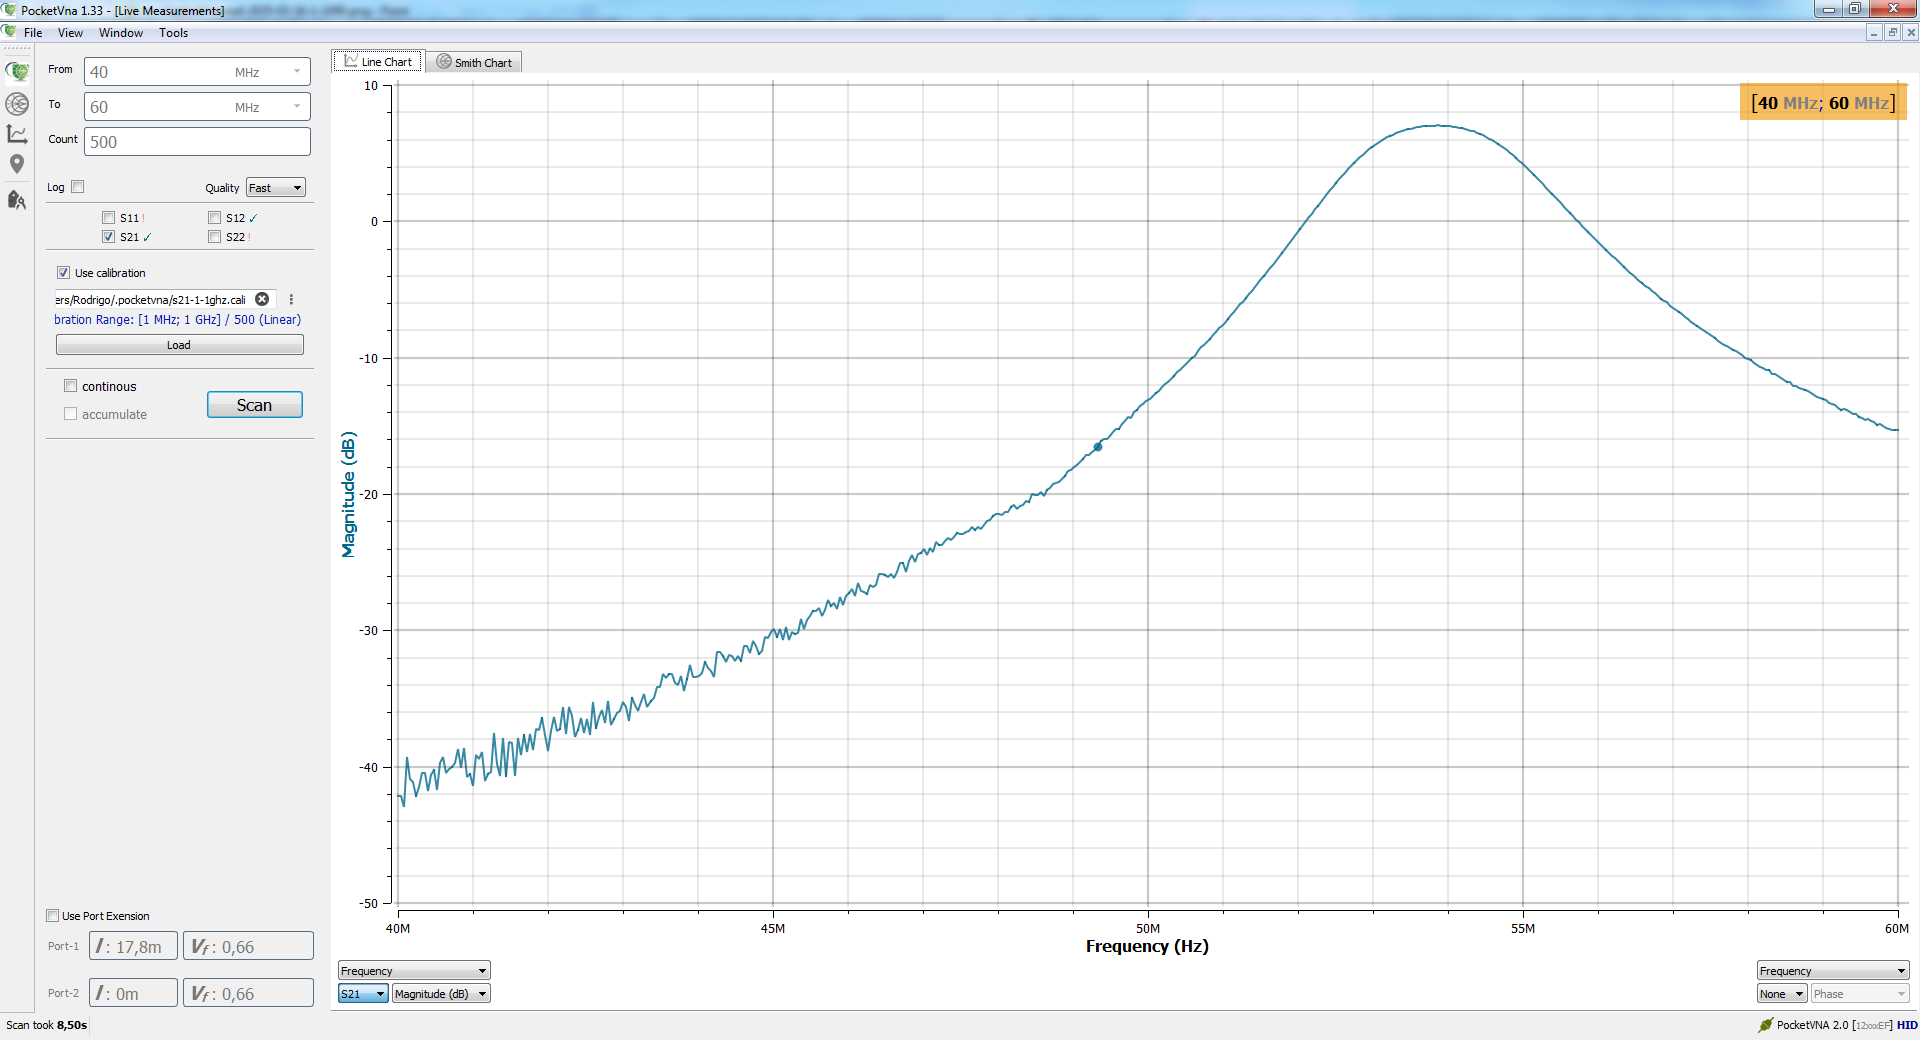 PocketVna 1.33 - [Live Measurements]
File View Window Tools
From 40 MHz
To 60 MHz
Count 500
Log Quality Fast
S11 ! S12 ✓
S21 ✓ S22 !
Use calibration
ers/Rodrigo/.pocketvna/s21-1-1ghz.cali
bration Range: [1 MHz; 1 GHz] / 500 (Linear)
Load
continous
accumulate
Scan
Use Port Exension
Port-1 l : 17,8m Vf : 0,66
Port-2 l : 0m Vf : 0,66
Scan took 8,50s
Line Chart Smith Chart
[40 MHz; 60 MHz]
10
0
-10
-20
-30
-40
-50
Magnitude (dB)
40M 45M 50M 55M 60M
Frequency (Hz)
Frequency
S21 Magnitude (dB)
Frequency
None Phase
PocketVNA 2.0 [12xxxEF] HID